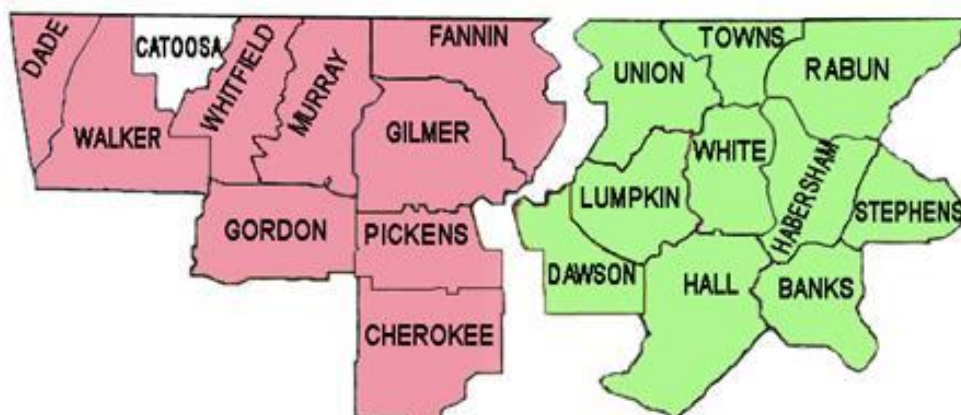 DADE
CATOOSA
WHITFIELD
MURRAY
FANNIN
WALKER
GILMER
GORDON
PICKENS
CHEROKEE
TOWNS
UNION
RABUN
WHITE
LUMPKIN
HABERSHAM
STEPHENS
DAWSON
HALL
BANKS